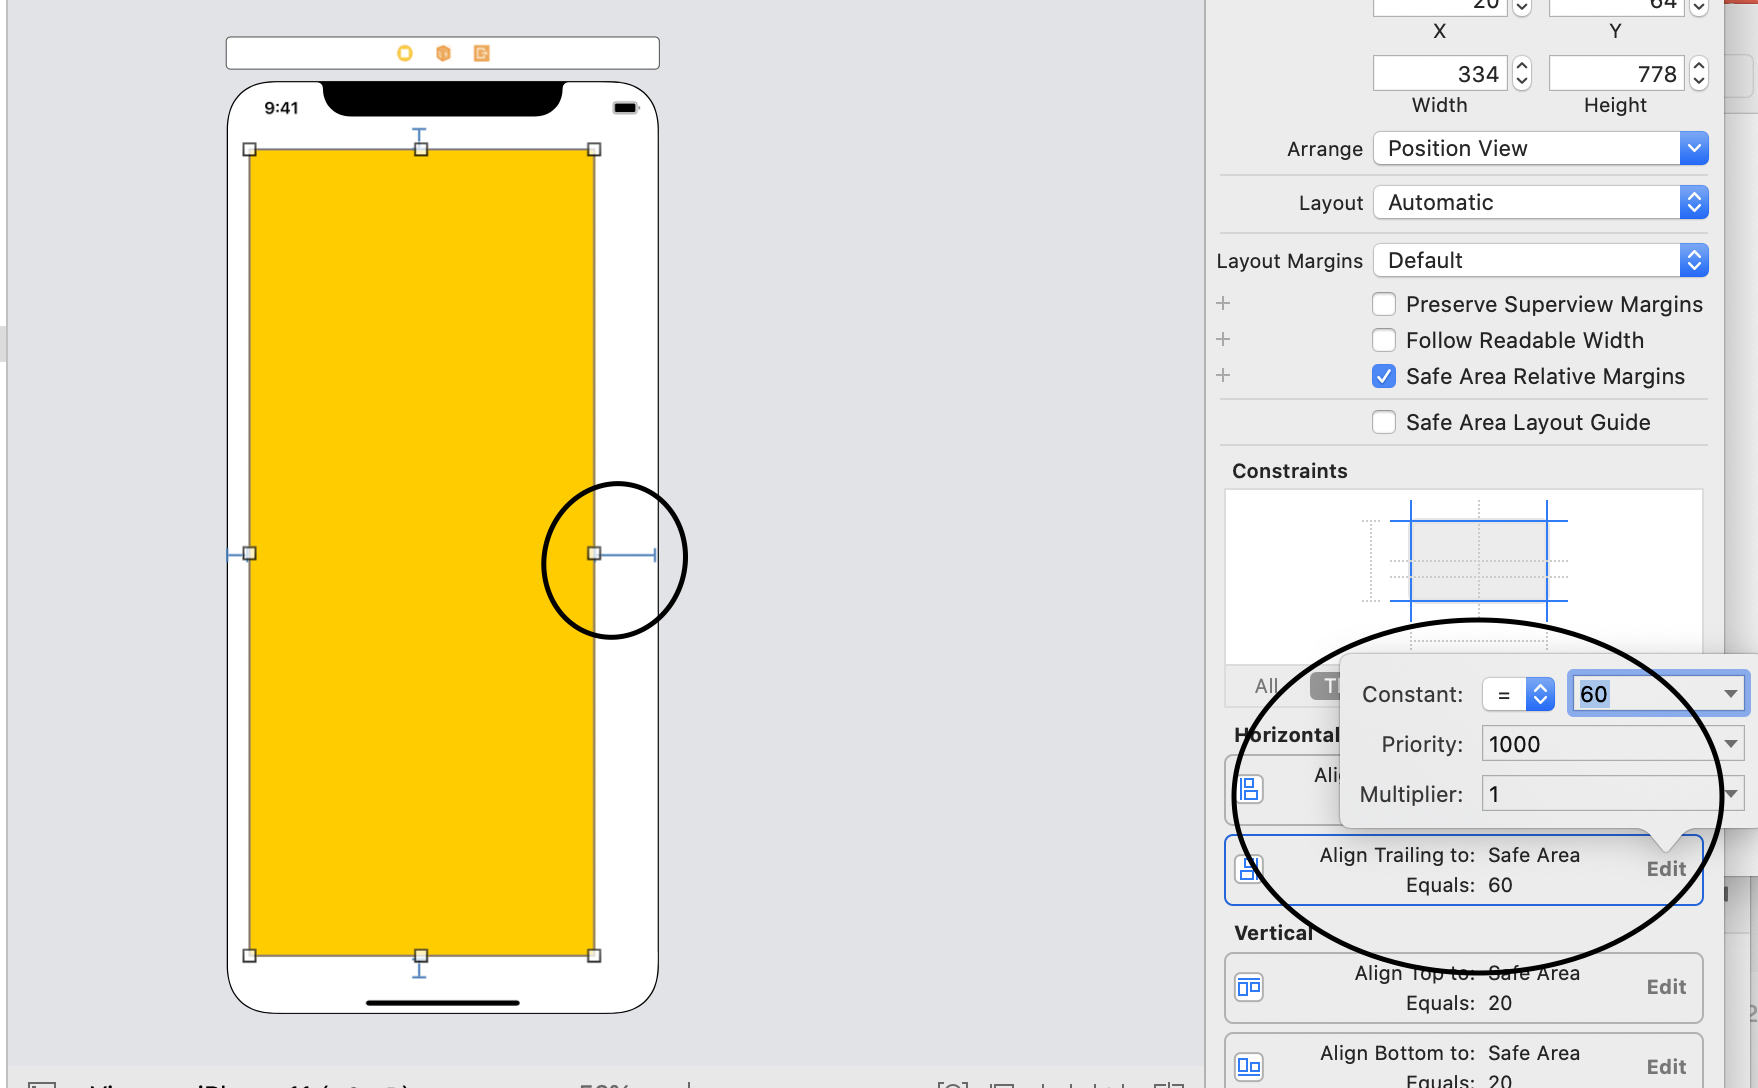 9:41
20
64
X
Y
334
778
Width
Height
Arrange
Position View
Layout
Automatic
Layout Margins
Default
Preserve Superview Margins
Follow Readable Width
Safe Area Relative Margins
Safe Area Layout Guide
Constraints
All
Constant:
=
60
Priority:
1000
Multiplier:
1
Horizontal
Align Trailing to: Safe Area
Equals: 60
Edit
Vertical
Align Top to: Safe Area
Equals: 20
Edit
Align Bottom to: Safe Area
Equals: 20
Edit